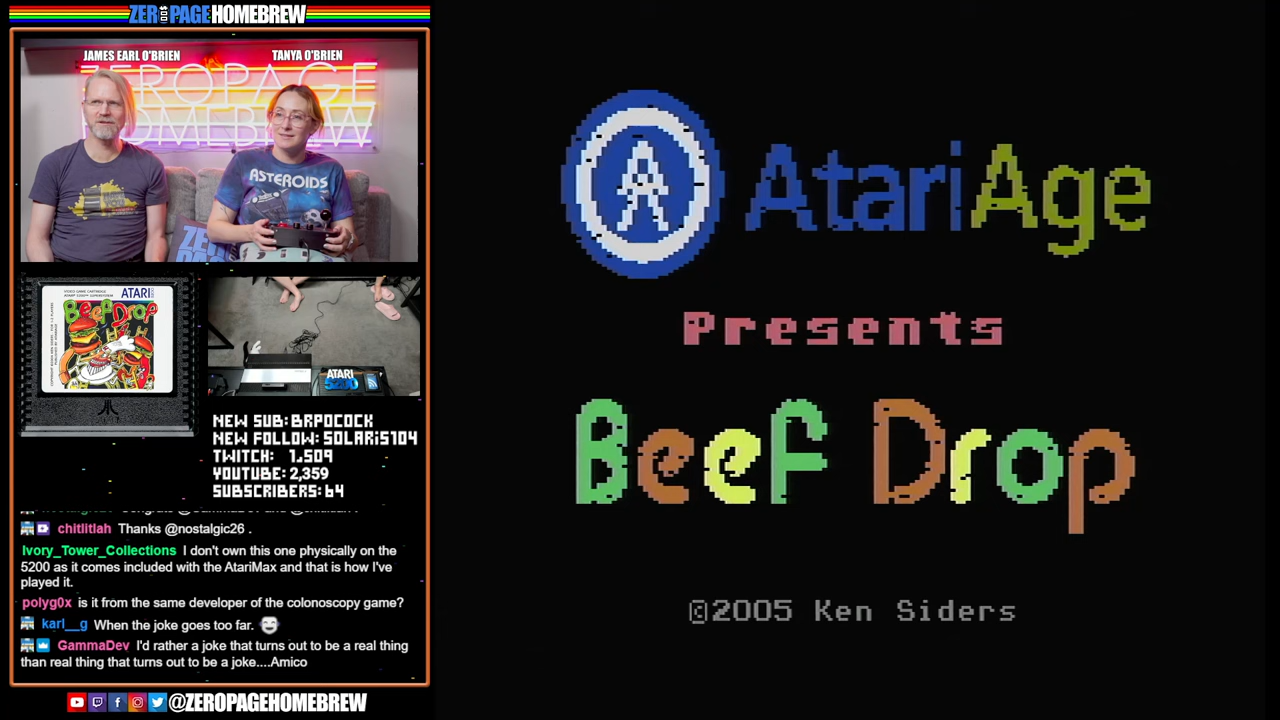 ZEROPAGE HOMEBREW
JAMES EARL O'BRIEN
TANYA O'BRIEN
ZEROPAGE
HOMEBREW
ASTEROIDS
ATARI
Beef Drop
ATARI
5200
NEW SUB: BRPOCOCK
NEW FOLLOW: SOLARIS104
TWITCH: 1,509
YOUTUBE: 2,359
SUBSCRIBERS: 64
chitlitlah Thanks @nostalgic26 .
Ivory_Tower_Collections I don't own this one physically on the
5200 as it comes included with the AtariMax and that is how I've
played it.
polyg0x is it from the same developer of the colonoscopy game?
karl__g When the joke goes too far.
GammaDev I'd rather a joke that turns out to be a real thing
than real thing that turns out to be a joke....Amico
@ZEROPAGEHOMEBREW
A AtariAge
Presents
Beef Drop
©2005 Ken Siders